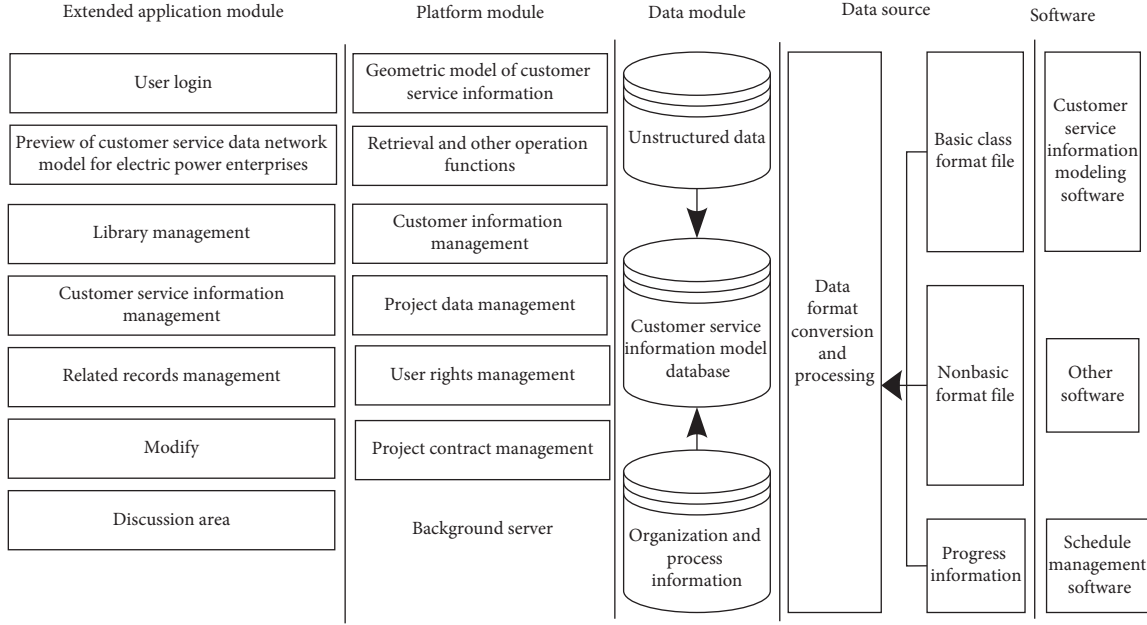 Extended application module
Platform module
Data module
Data source
Software
User login
Preview of customer service data network
model for electric power enterprises
Library management
Customer service information
management
Related records management
Modify
Discussion area
Geometric model of customer
service information
Retrieval and other operation
functions
Customer information
management
Project data management
User rights management
Project contract management
Background server
Unstructured data
Customer service
information model
database
Organization and
process information
Data
format
conversion
and
processing
Basic class
format file
Nonbasic
format file
Progress
information
Customer
service
information
modeling
software
Other
software
Schedule
management
software